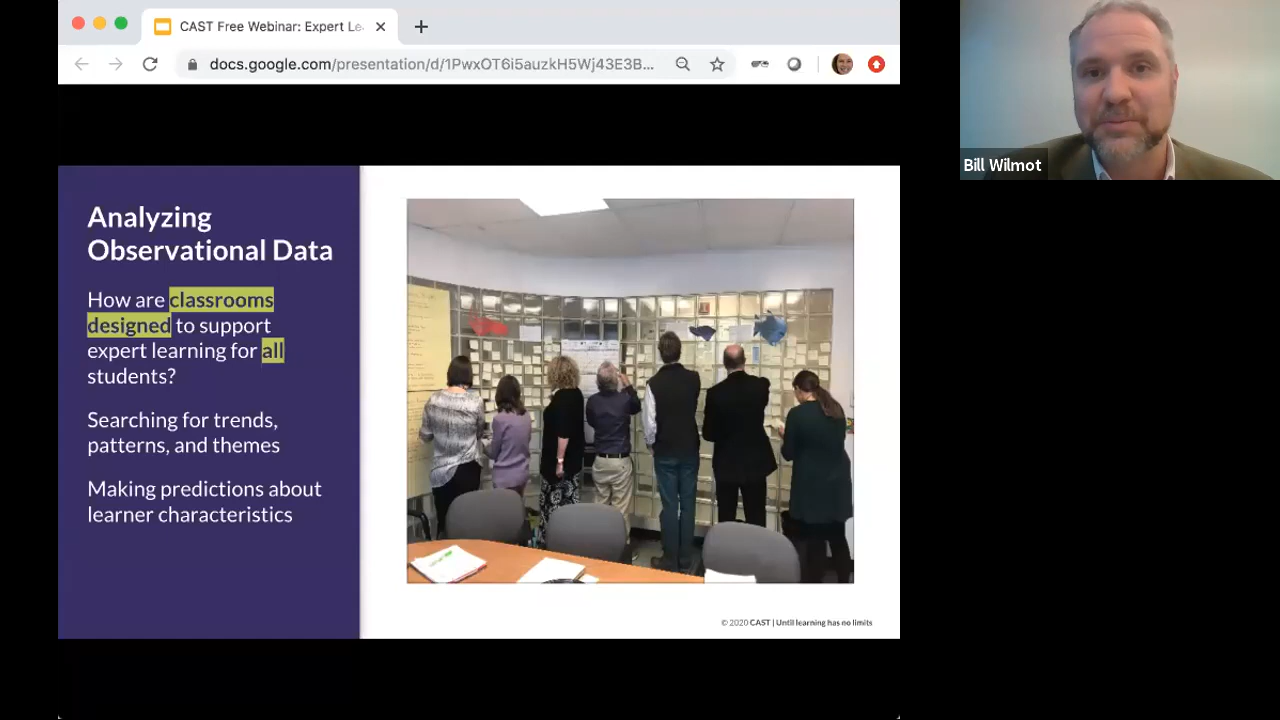 CAST Free Webinar: Expert Le
docs.google.com/presentation/d/1PwxOT6i5auzkH5Wj43E3B...
Bill Wilmot
Analyzing
Observational Data
How are classrooms
designed to support
expert learning for all
students?
Searching for trends,
patterns, and themes
Making predictions about
learner characteristics
© 2020 CAST | Until learning has no limits